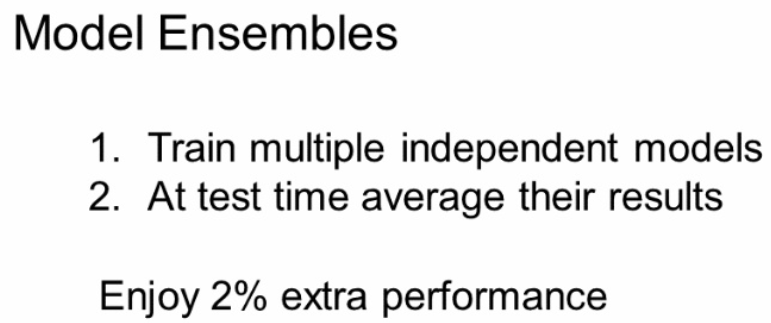 Model Ensembles
1. Train multiple independent models
2. At test time average their results
Enjoy 2% extra performance